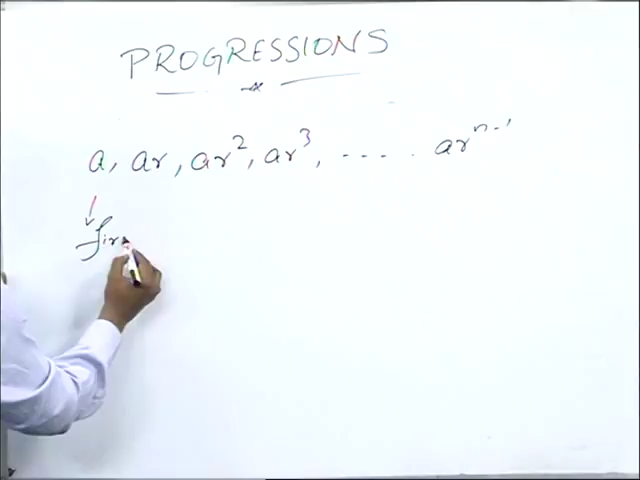 PROGRESSIONS
a, ar, ar², ar³, ---- . arⁿ⁻¹
fir